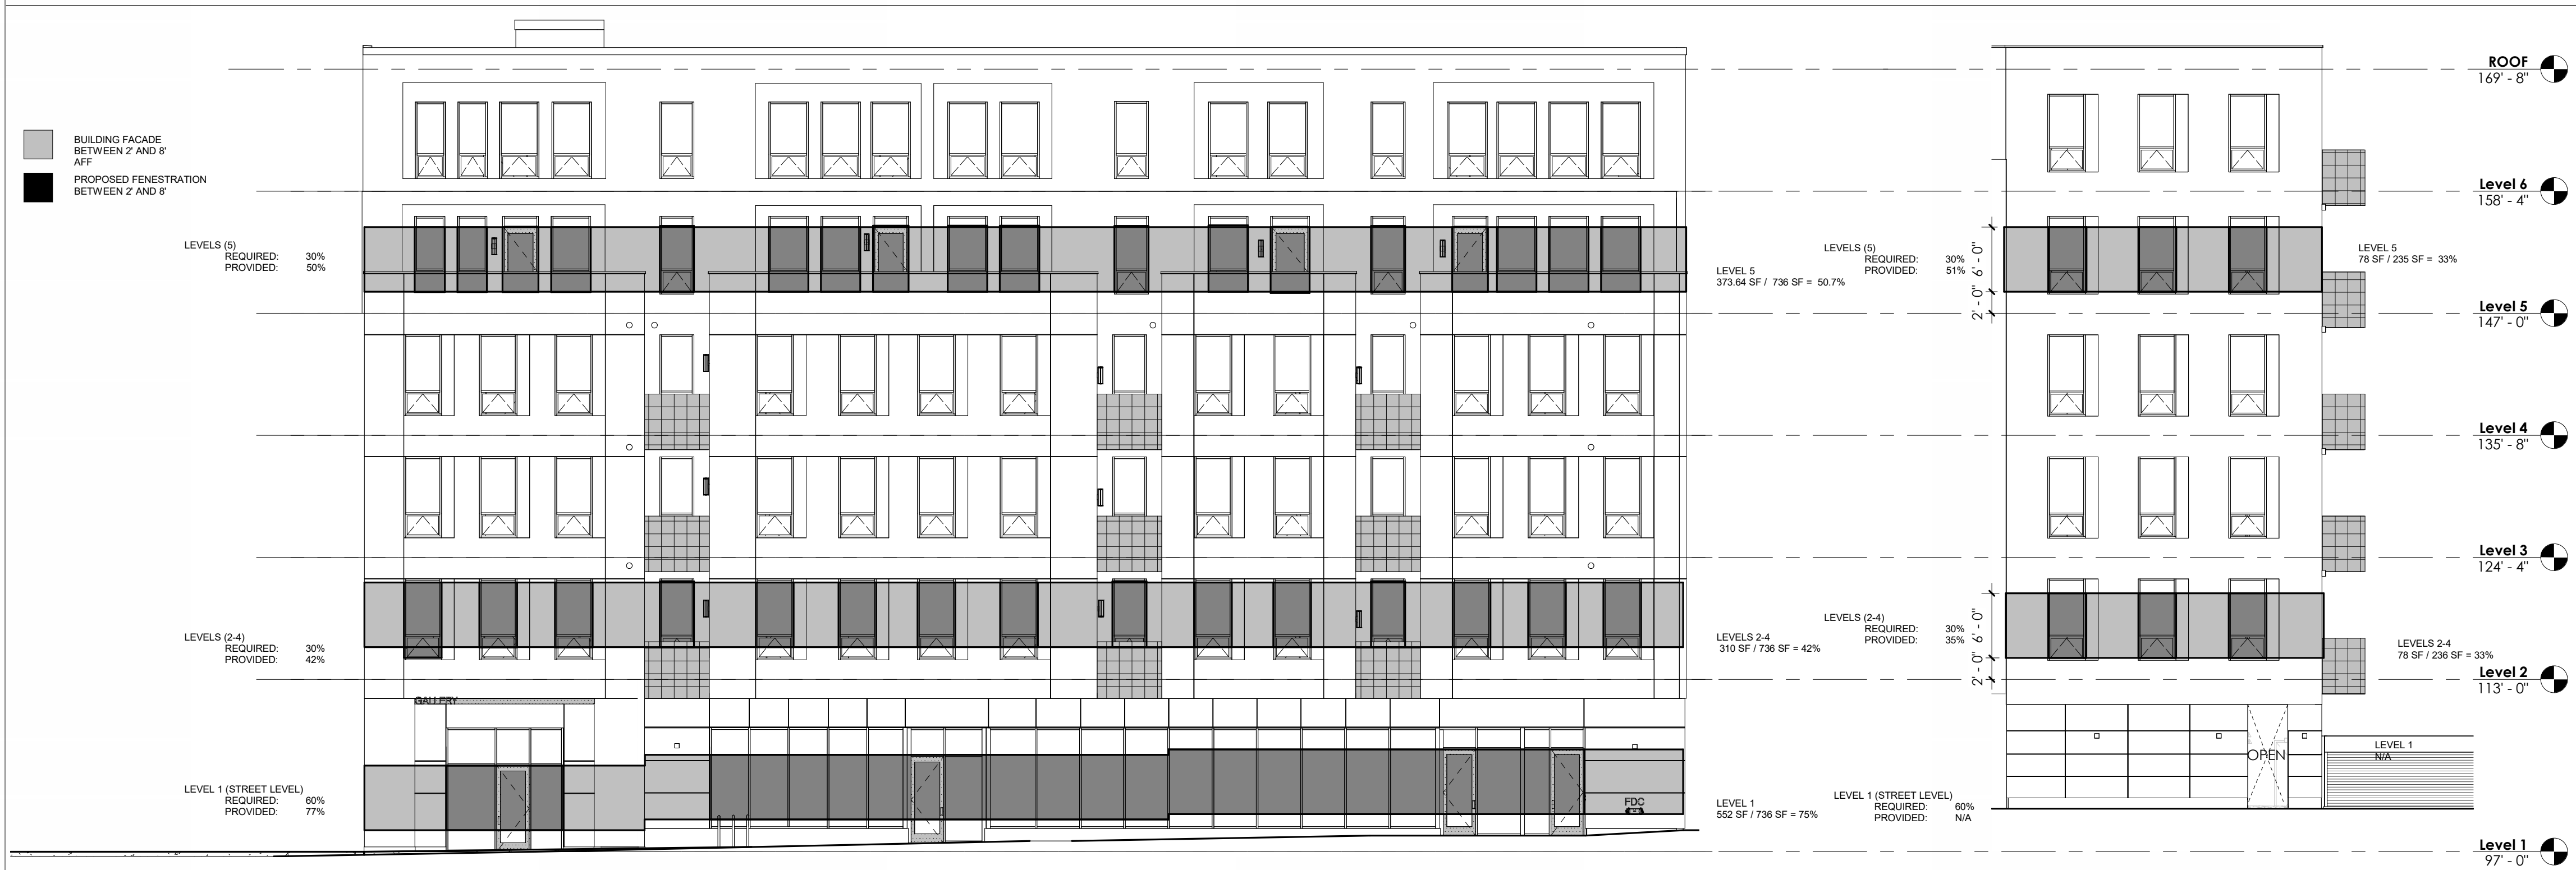 ROOF
169' - 8"
BUILDING FACADE
BETWEEN 2' AND 8'
AFF
PROPOSED FENESTRATION
BETWEEN 2' AND 8'
Level 6
158' - 4"
LEVELS (5)
REQUIRED: 30%
PROVIDED: 50%
LEVEL 5
373.64 SF / 736 SF = 50.7%
LEVELS (5)
REQUIRED: 30%
PROVIDED: 51%
6' - 0"
2' - 0"
LEVEL 5
78 SF / 235 SF = 33%
Level 5
147' - 0"
Level 4
135' - 8"
Level 3
124' - 4"
LEVELS (2-4)
REQUIRED: 30%
PROVIDED: 42%
LEVELS 2-4
310 SF / 736 SF = 42%
LEVELS (2-4)
REQUIRED: 30%
PROVIDED: 35%
6' - 0"
2' - 0"
LEVELS 2-4
78 SF / 236 SF = 33%
Level 2
113' - 0"
GALLERY
OPEN
LEVEL 1
N/A
LEVEL 1 (STREET LEVEL)
REQUIRED: 60%
PROVIDED: 77%
FDC
LEVEL 1
552 SF / 736 SF = 75%
LEVEL 1 (STREET LEVEL)
REQUIRED: 60%
PROVIDED: N/A
Level 1
97' - 0"